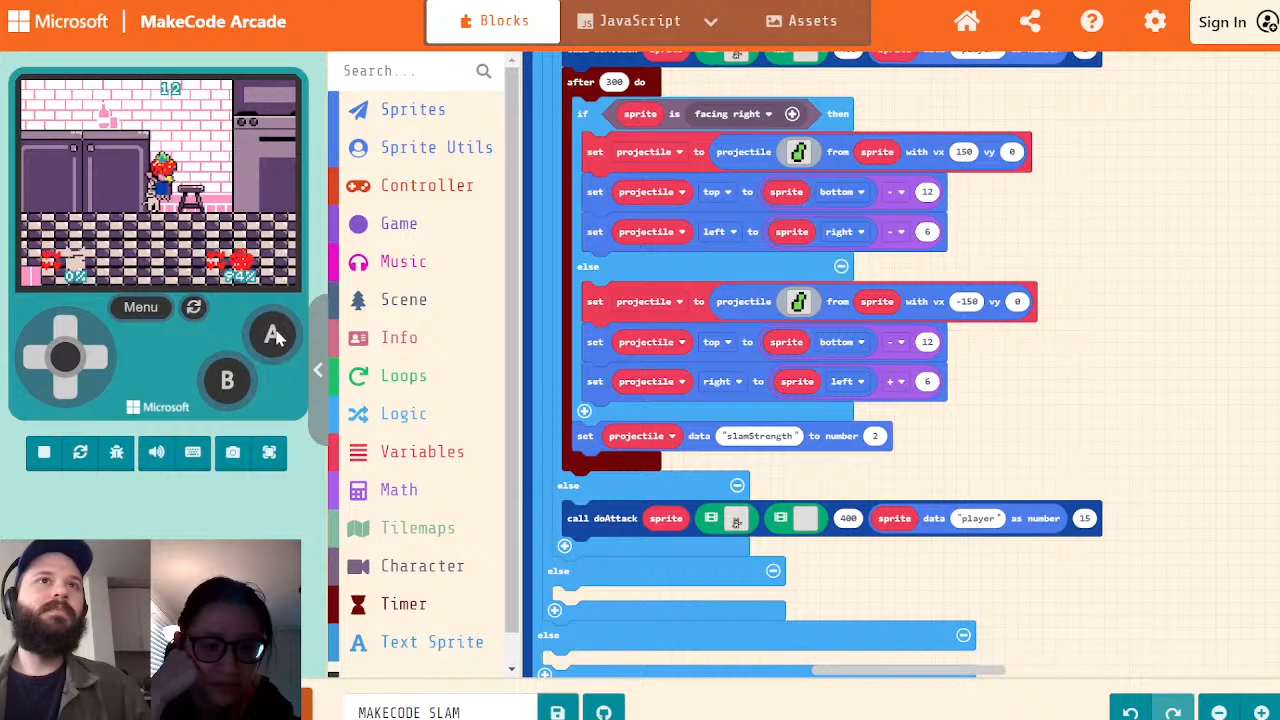 Microsoft
MakeCode Arcade
Blocks
JavaScript
Assets
Sign In
Search...
Sprites
Sprite Utils
Controller
Game
Music
Scene
Info
Loops
Logic
Variables
Math
Tilemaps
Character
Timer
Text Sprite
12
0%
94%
Menu
A
B
Microsoft
after 300 do
if sprite is facing right then
set projectile to projectile from sprite with vx 150 vy 0
set projectile top to sprite bottom - 12
set projectile left to sprite right - 6
else
set projectile to projectile from sprite with vx -150 vy 0
set projectile top to sprite bottom - 12
set projectile right to sprite left + 6
set projectile data "slamStrength" to number 2
else
call doAttack sprite 400 sprite data "player" as number 15
else
else
MAKECODE SLAM